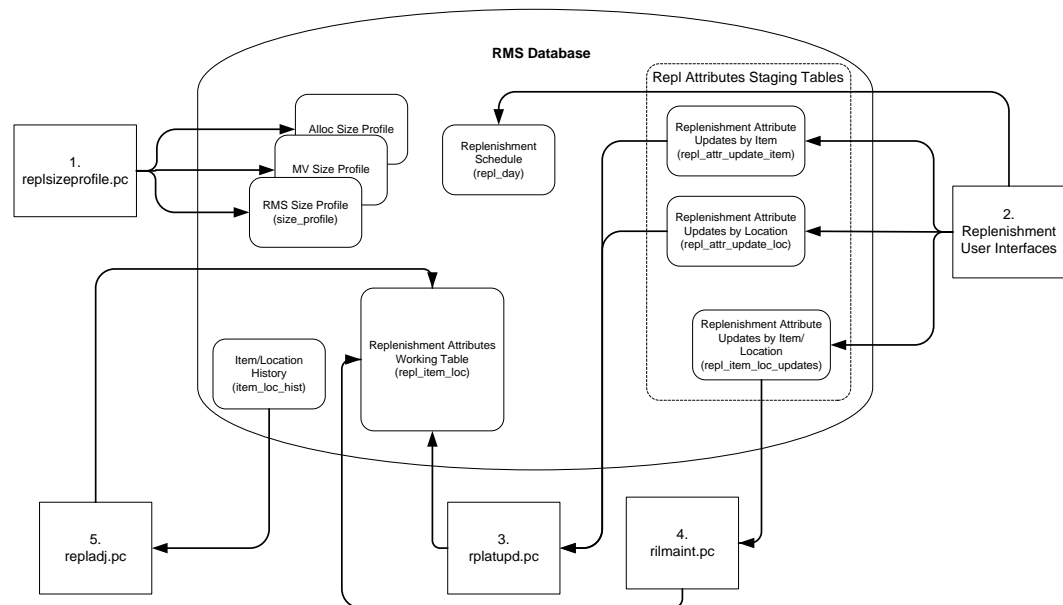 RMS Database
Repl Attributes Staging Tables
1.
replsizeprofile.pc
Alloc Size Profile
MV Size Profile
RMS Size Profile
(size_profile)
Replenishment
Schedule
(repl_day)
Replenishment Attribute
Updates by Item
(repl_attr_update_item)
Replenishment Attribute
Updates by Location
(repl_attr_update_loc)
2.
Replenishment
User Interfaces
Replenishment Attribute
Updates by Item/
Location
(repl_item_loc_updates)
Replenishment Attributes
Working Table
(repl_item_loc)
Item/Location
History
(item_loc_hist)
5.
repladj.pc
3.
rplatupd.pc
4.
rilmaint.pc